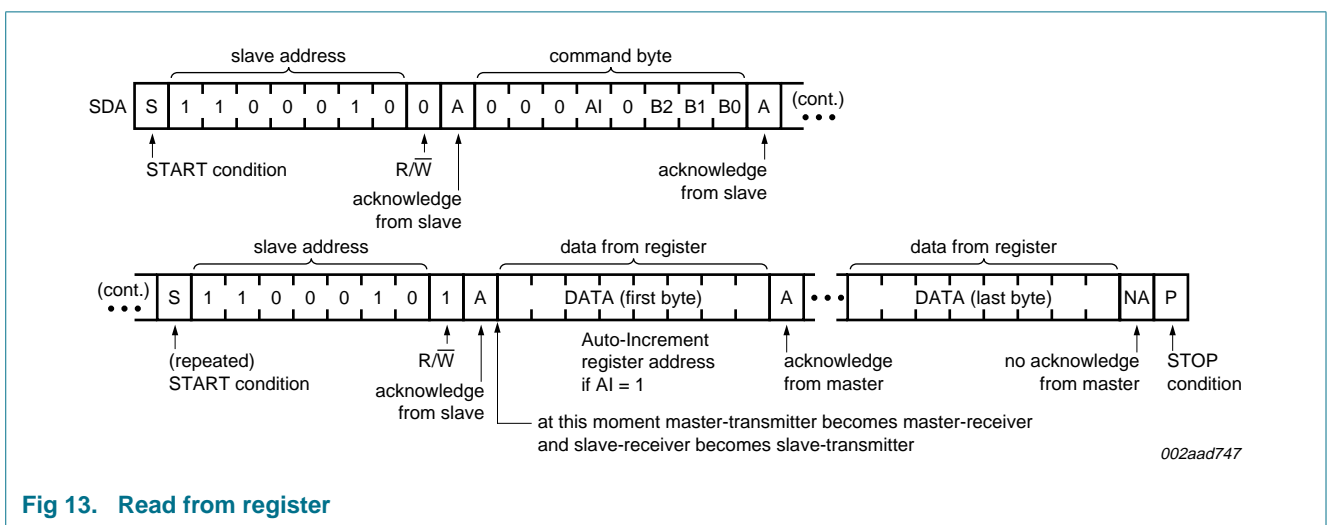 slave address command byte
SDA S 1 1 0 0 0 1 0 0 A 0 0 0 AI 0 B2 B1 B0 A (cont.)
START condition R/W̅ acknowledge
acknowledge from slave
from slave
slave address data from register data from register
(cont.) S 1 1 0 0 0 1 0 1 A DATA (first byte) A DATA (last byte) NA P
(repeated)
START condition
R/W̅
acknowledge
from slave
Auto-Increment
register address
if AI = 1
acknowledge
from master
no acknowledge
from master
STOP
condition
at this moment master-transmitter becomes master-receiver
and slave-receiver becomes slave-transmitter
002aad747
Fig 13. Read from register